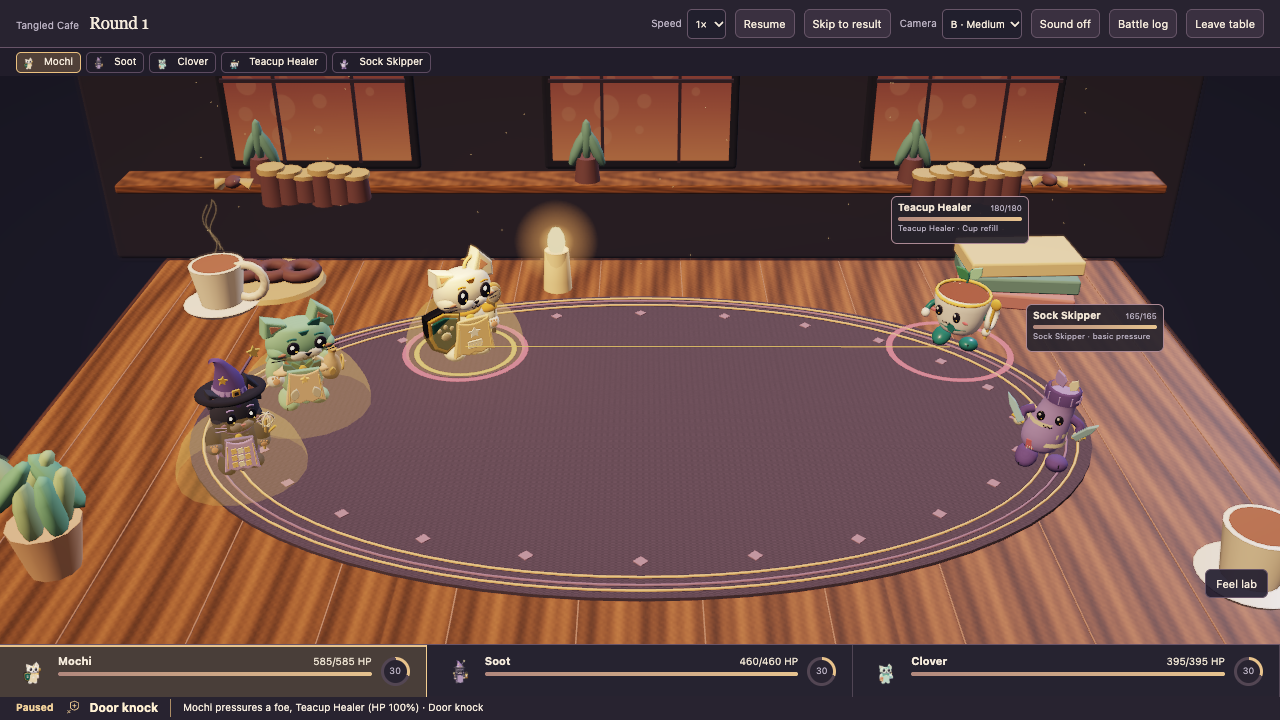 Tangled Cafe Round 1 Speed 1x Resume Skip to result Camera B · Medium Sound off Battle log Leave table
Mochi Soot Clover Teacup Healer Sock Skipper
Teacup Healer 180/180
Teacup Healer · Cup refill
Sock Skipper 165/165
Sock Skipper · basic pressure
Feel lab
Mochi 585/585 HP 30 Soot 460/460 HP 30 Clover 395/395 HP 30
Paused Door knock Mochi pressures a foe, Teacup Healer (HP 100%) · Door knock